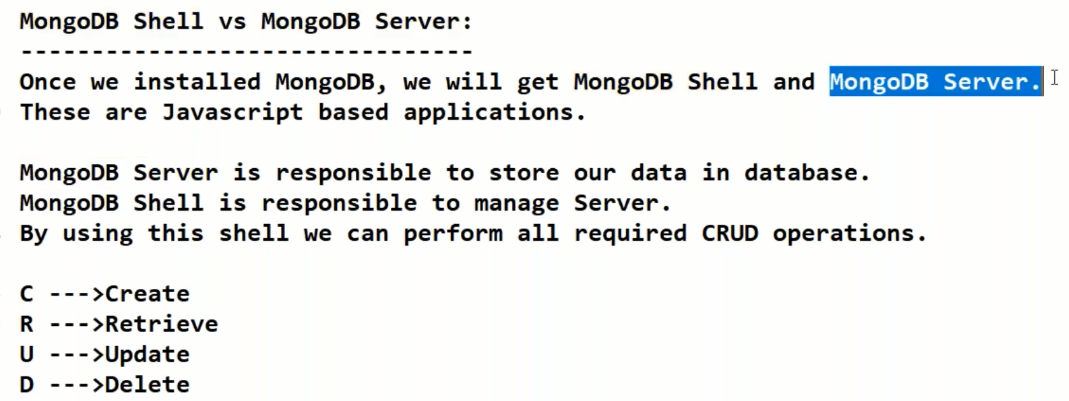 MongoDB Shell vs MongoDB Server:
--------------------------------
Once we installed MongoDB, we will get MongoDB Shell and MongoDB Server.
These are Javascript based applications.
MongoDB Server is responsible to store our data in database.
MongoDB Shell is responsible to manage Server.
By using this shell we can perform all required CRUD operations.
C --->Create
R --->Retrieve
U --->Update
D --->Delete